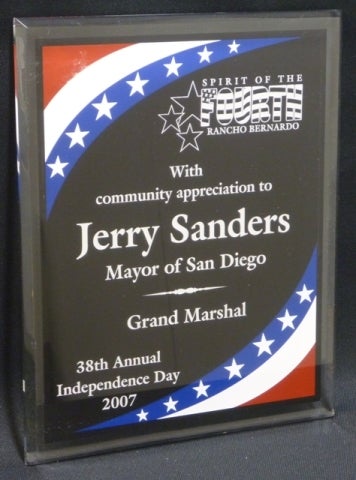 SPIRIT OF THE
FOURTH
RANCHO BERNARDO
With
community appreciation to
Jerry Sanders
Mayor of San Diego
Grand Marshal
38th Annual
Independence Day
2007